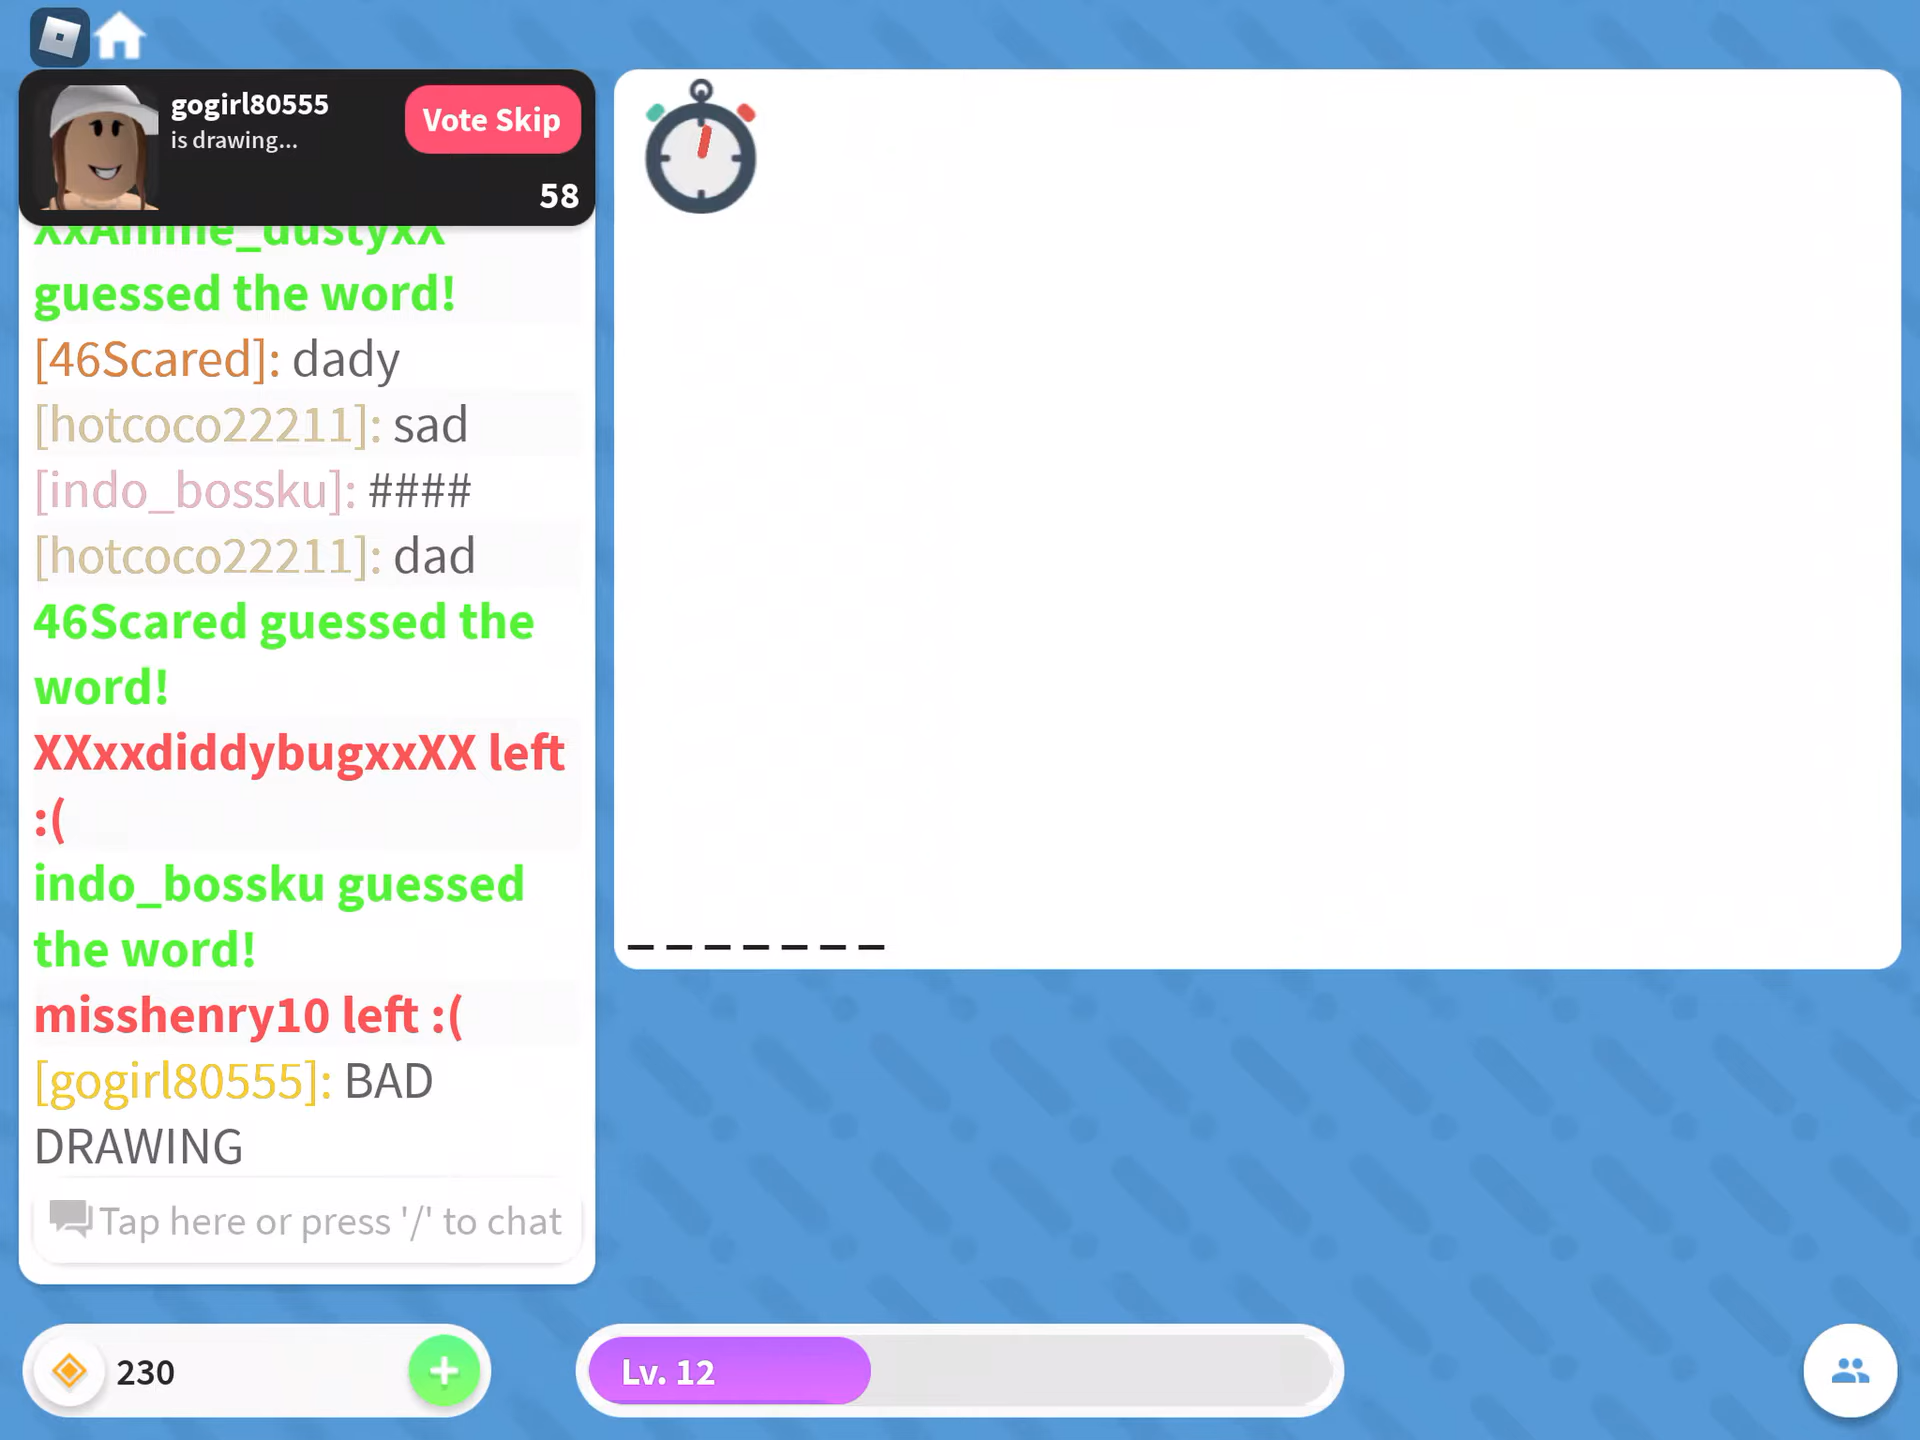 gogirl80555
is drawing...
Vote Skip
58
XxAnime_dustyxX
guessed the word!
[46Scared]: dady
[hotcoco22211]: sad
[indo_bossku]: ####
[hotcoco22211]: dad
46Scared guessed the
word!
XXxxdiddybugxxXX left
:(
indo_bossku guessed
the word!
misshenry10 left :(
[gogirl80555]: BAD
DRAWING
Tap here or press '/' to chat
_ _ _ _ _ _ _
230
+
Lv. 12